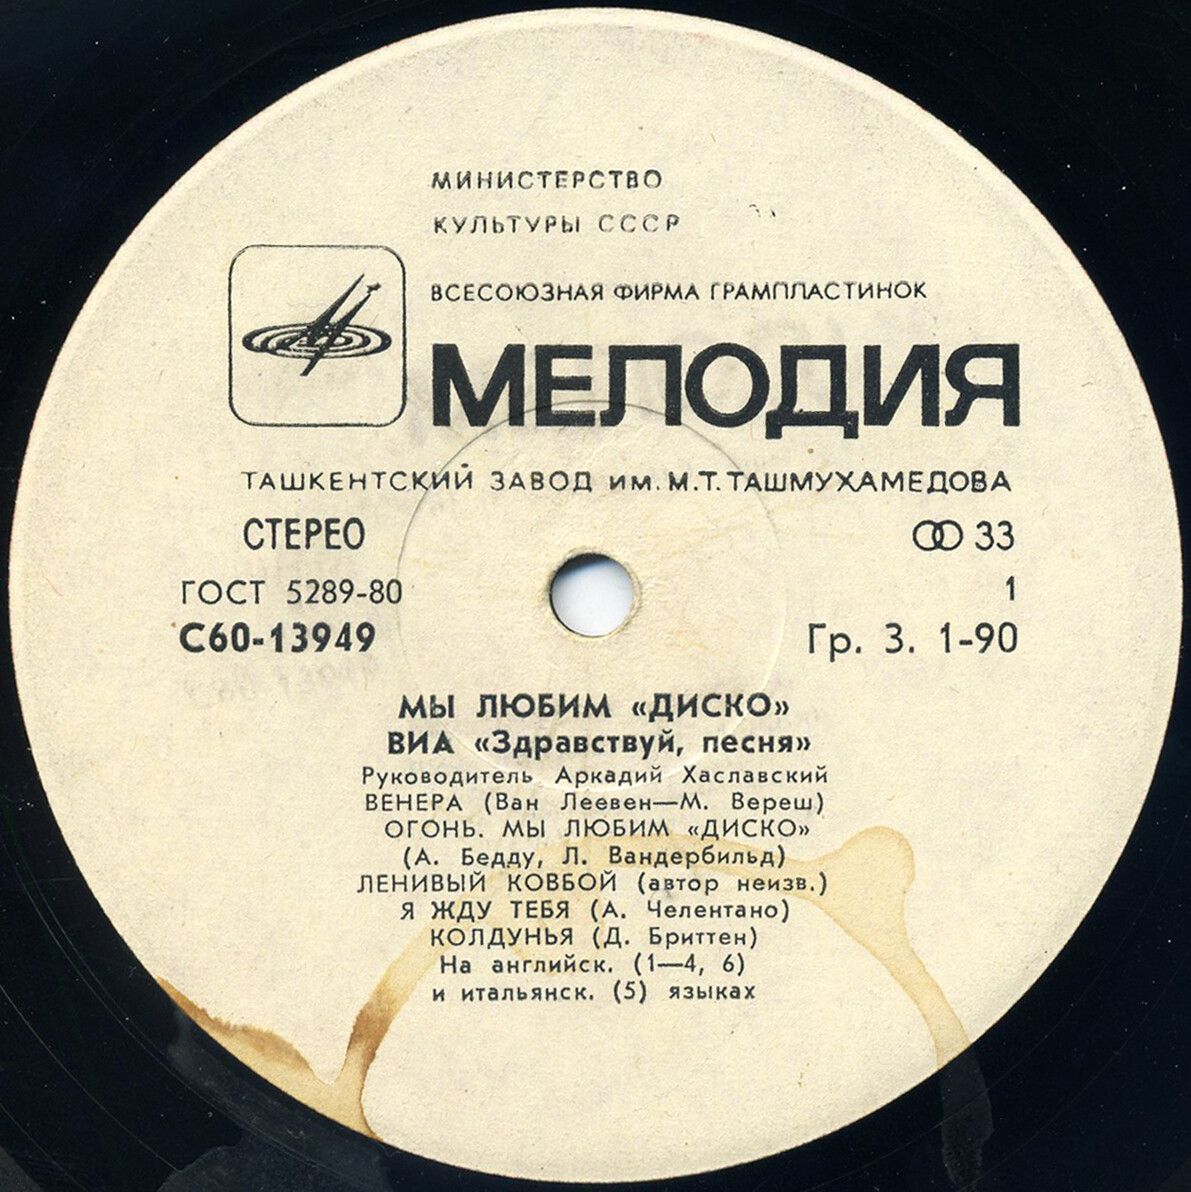 МИНИСТЕРСТВО
КУЛЬТУРЫ СССР
ВСЕСОЮЗНАЯ ФИРМА ГРАМПЛАСТИНОК
МЕЛОДИЯ
ТАШКЕНТСКИЙ ЗАВОД им. М.Т. ТАШМУХАМЕДОВА
СТЕРЕО 33
ГОСТ 5289-80 1
С60-13949 Гр. 3. 1-90
МЫ ЛЮБИМ «ДИСКО»
ВИА «Здравствуй, песня»
Руководитель Аркадий Хаславский
ВЕНЕРА (Ван Леевен—М. Вереш)
ОГОНЬ. МЫ ЛЮБИМ «ДИСКО»
(А. Бедду, Л. Вандербильд)
ЛЕНИВЫЙ КОВБОЙ (автор неизв.)
Я ЖДУ ТЕБЯ (А. Челентано)
КОЛДУНЬЯ (Д. Бриттен)
На английск. (1—4, 6)
и итальянск. (5) языках